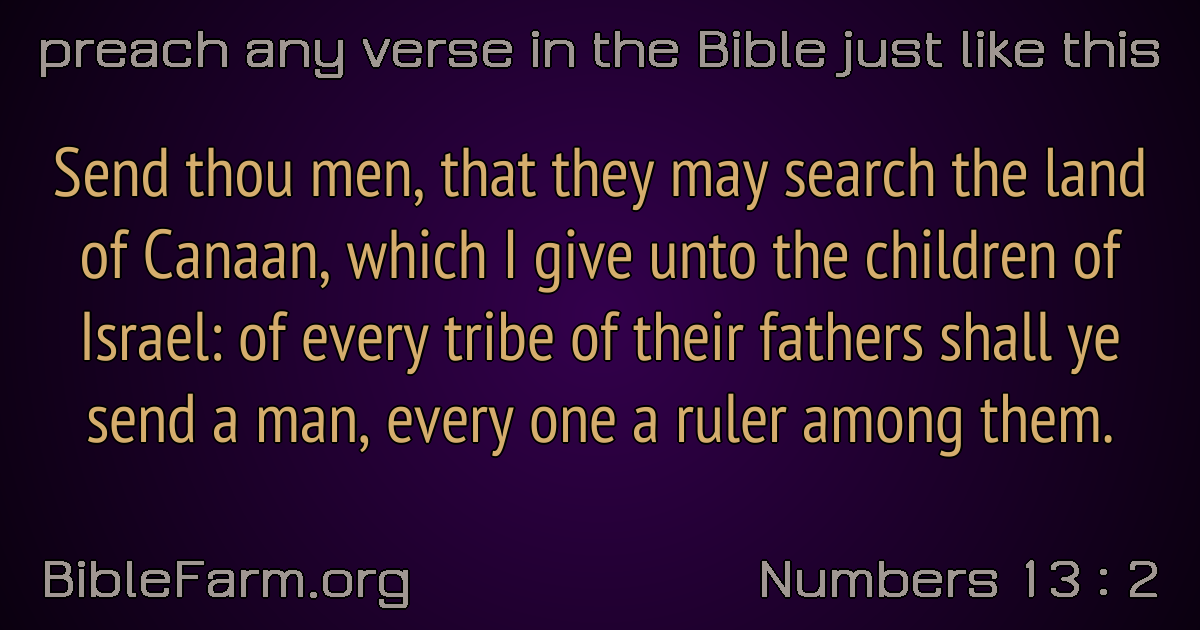 preach any verse in the Bible just like this
Send thou men, that they may search the land
of Canaan, which I give unto the children of
Israel: of every tribe of their fathers shall ye
send a man, every one a ruler among them.
BibleFarm.org
Numbers 13 : 2